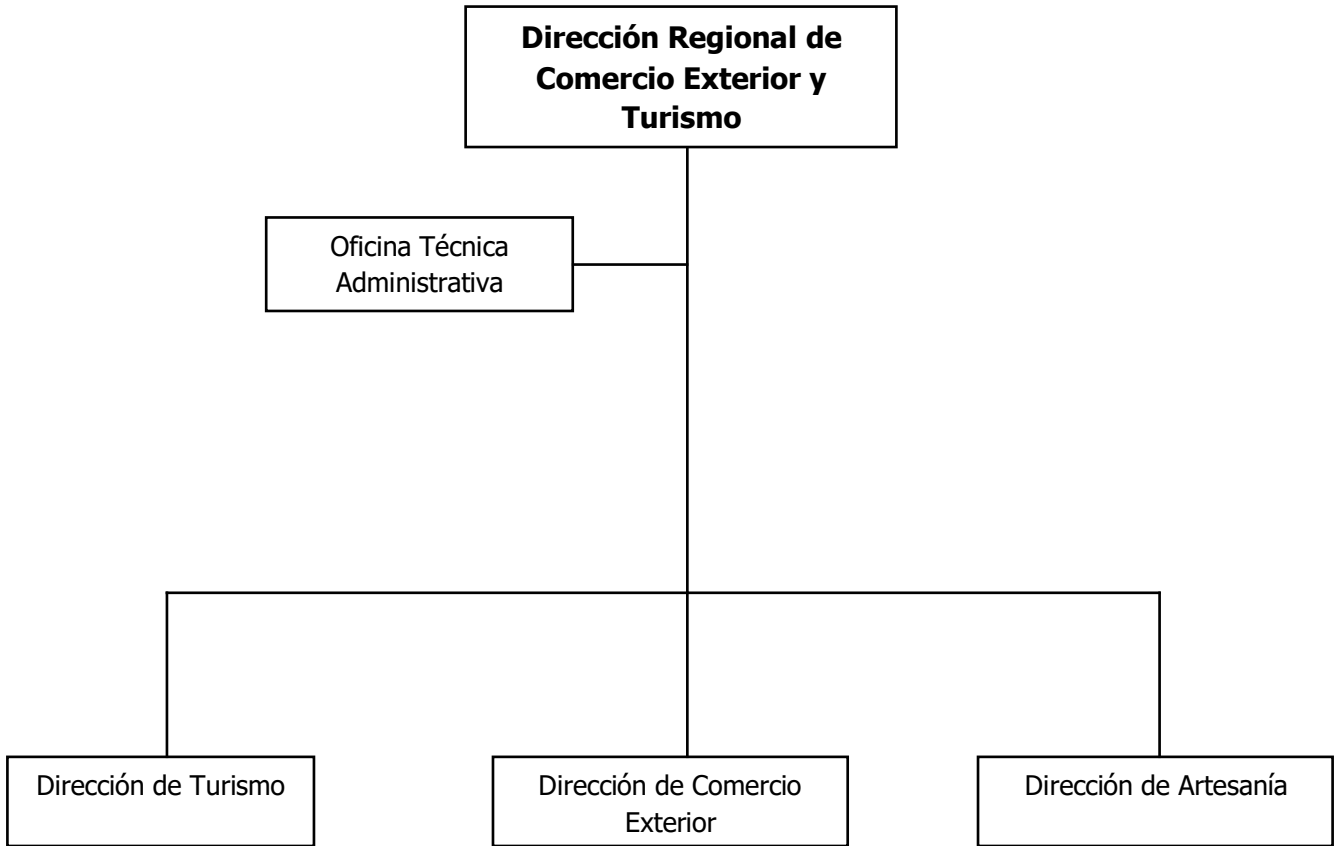 Dirección Regional de
Comercio Exterior y
Turismo
Oficina Técnica
Administrativa
Dirección de Turismo
Dirección de Comercio
Exterior
Dirección de Artesanía